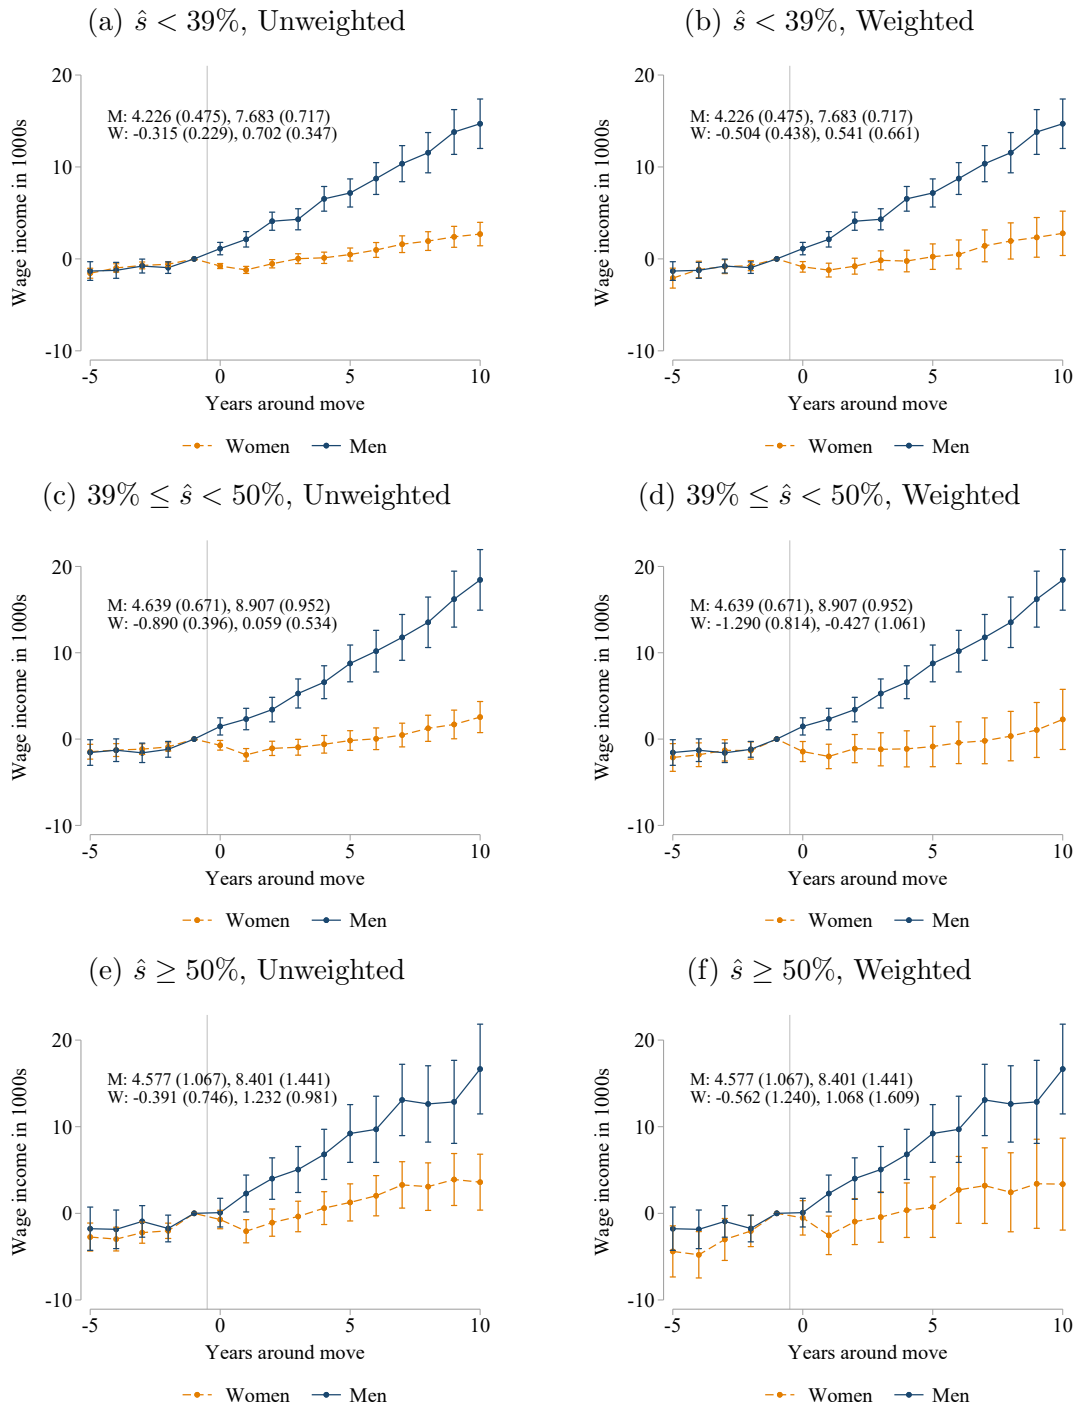 (a) ŝ < 39%, Unweighted
Wage income in 1000s
20
10
0
-10
M: 4.226 (0.475), 7.683 (0.717)
W: -0.315 (0.229), 0.702 (0.347)
-5 0 5 10
Years around move
Women Men
(b) ŝ < 39%, Weighted
Wage income in 1000s
20
10
0
-10
M: 4.226 (0.475), 7.683 (0.717)
W: -0.504 (0.438), 0.541 (0.661)
-5 0 5 10
Years around move
Women Men
(c) 39% ≤ ŝ < 50%, Unweighted
Wage income in 1000s
20
10
0
-10
M: 4.639 (0.671), 8.907 (0.952)
W: -0.890 (0.396), 0.059 (0.534)
-5 0 5 10
Years around move
Women Men
(d) 39% ≤ ŝ < 50%, Weighted
Wage income in 1000s
20
10
0
-10
M: 4.639 (0.671), 8.907 (0.952)
W: -1.290 (0.814), -0.427 (1.061)
-5 0 5 10
Years around move
Women Men
(e) ŝ ≥ 50%, Unweighted
Wage income in 1000s
20
10
0
-10
M: 4.577 (1.067), 8.401 (1.441)
W: -0.391 (0.746), 1.232 (0.981)
-5 0 5 10
Years around move
Women Men
(f) ŝ ≥ 50%, Weighted
Wage income in 1000s
20
10
0
-10
M: 4.577 (1.067), 8.401 (1.441)
W: -0.562 (1.240), 1.068 (1.609)
-5 0 5 10
Years around move
Women Men